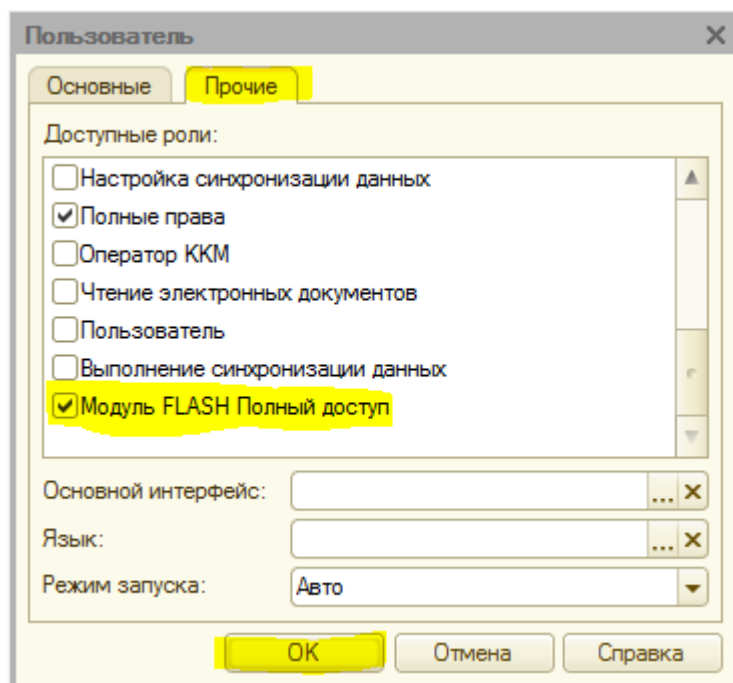 Пользователь
Основные Прочие
Доступные роли:
Настройка синхронизации данных
Полные права
Оператор ККМ
Чтение электронных документов
Пользователь
Выполнение синхронизации данных
Модуль FLASH Полный доступ
Основной интерфейс: ...
Язык: ...
Режим запуска: Авто
OK Отмена Справка